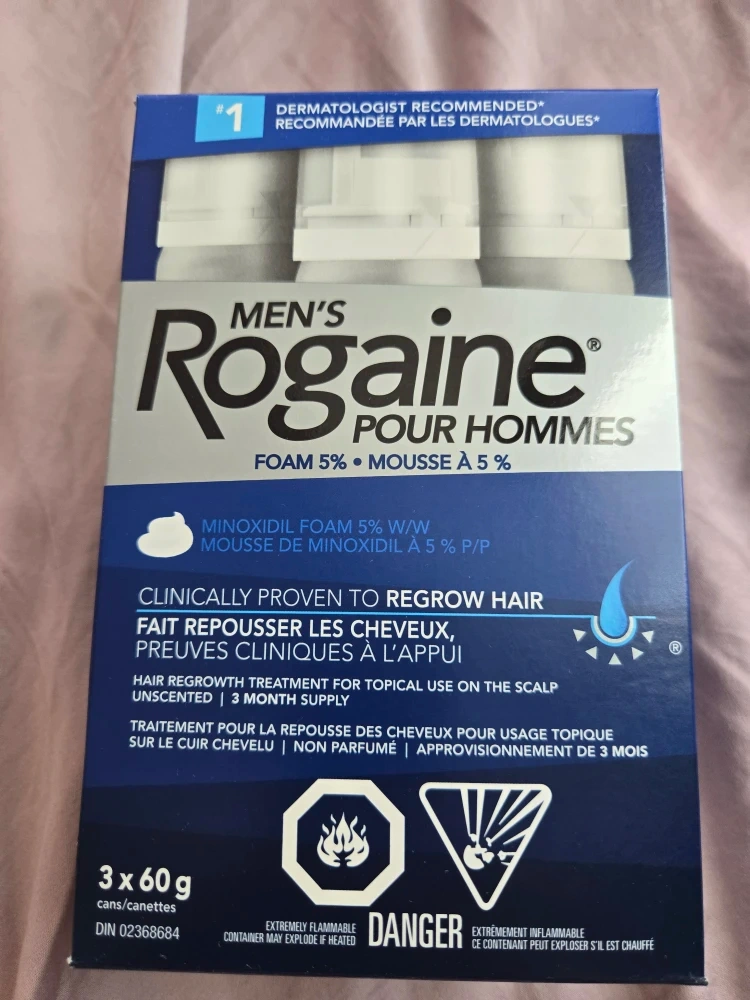 #1
DERMATOLOGIST RECOMMENDED*
RECOMMANDÉE PAR LES DERMATOLOGUES*
MEN'S
Rogaine®
POUR HOMMES
FOAM 5% • MOUSSE À 5 %
MINOXIDIL FOAM 5% W/W
MOUSSE DE MINOXIDIL À 5 % P/P
CLINICALLY PROVEN TO REGROW HAIR
FAIT REPOUSSER LES CHEVEUX,
PREUVES CLINIQUES À L'APPUI
®
HAIR REGROWTH TREATMENT FOR TOPICAL USE ON THE SCALP
UNSCENTED | 3 MONTH SUPPLY
TRAITEMENT POUR LA REPOUSSE DES CHEVEUX POUR USAGE TOPIQUE
SUR LE CUIR CHEVELU | NON PARFUMÉ | APPROVISIONNEMENT DE 3 MOIS
3 x 60 g
cans/canettes
DIN 02368684
EXTREMELY FLAMMABLE
CONTAINER MAY EXPLODE IF HEATED
DANGER
EXTRÊMEMENT INFLAMMABLE
CE CONTENANT PEUT EXPLOSER S'IL EST CHAUFFÉ